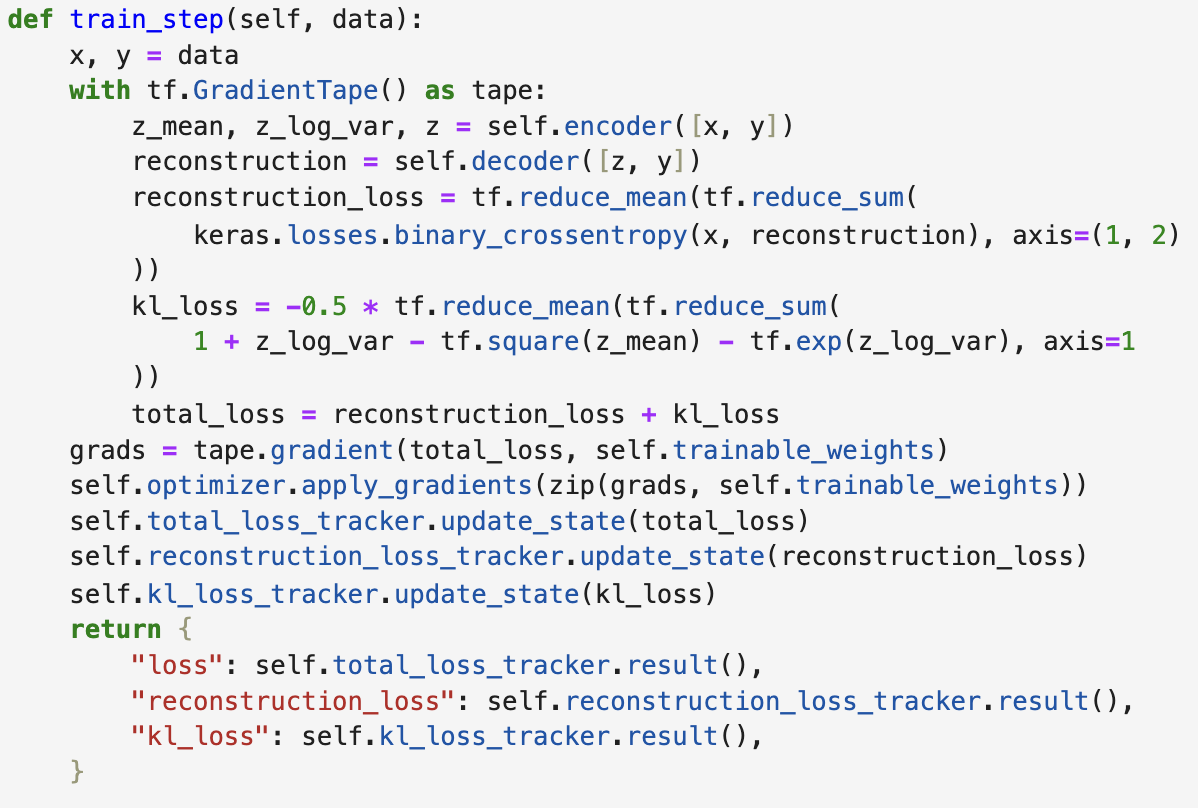 def train_step(self, data):
    x, y = data
    with tf.GradientTape() as tape:
        z_mean, z_log_var, z = self.encoder([x, y])
        reconstruction = self.decoder([z, y])
        reconstruction_loss = tf.reduce_mean(tf.reduce_sum(
            keras.losses.binary_crossentropy(x, reconstruction), axis=(1, 2)
        ))
        kl_loss = -0.5 * tf.reduce_mean(tf.reduce_sum(
            1 + z_log_var - tf.square(z_mean) - tf.exp(z_log_var), axis=1
        ))
        total_loss = reconstruction_loss + kl_loss
    grads = tape.gradient(total_loss, self.trainable_weights)
    self.optimizer.apply_gradients(zip(grads, self.trainable_weights))
    self.total_loss_tracker.update_state(total_loss)
    self.reconstruction_loss_tracker.update_state(reconstruction_loss)
    self.kl_loss_tracker.update_state(kl_loss)
    return {
        "loss": self.total_loss_tracker.result(),
        "reconstruction_loss": self.reconstruction_loss_tracker.result(),
        "kl_loss": self.kl_loss_tracker.result(),
    }